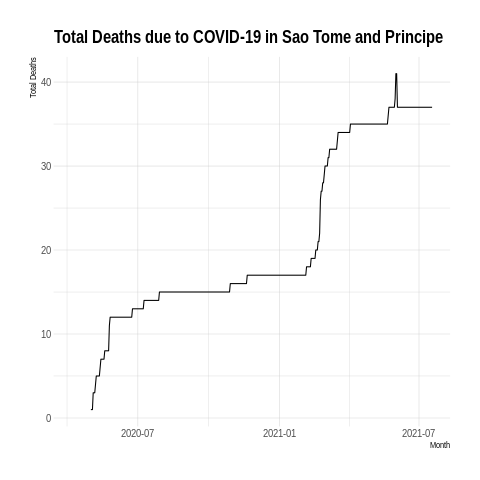 Total Deaths due to COVID-19 in Sao Tome and Principe
Total Deaths
40
30
20
10
0
2020-07
2021-01
2021-07
Month